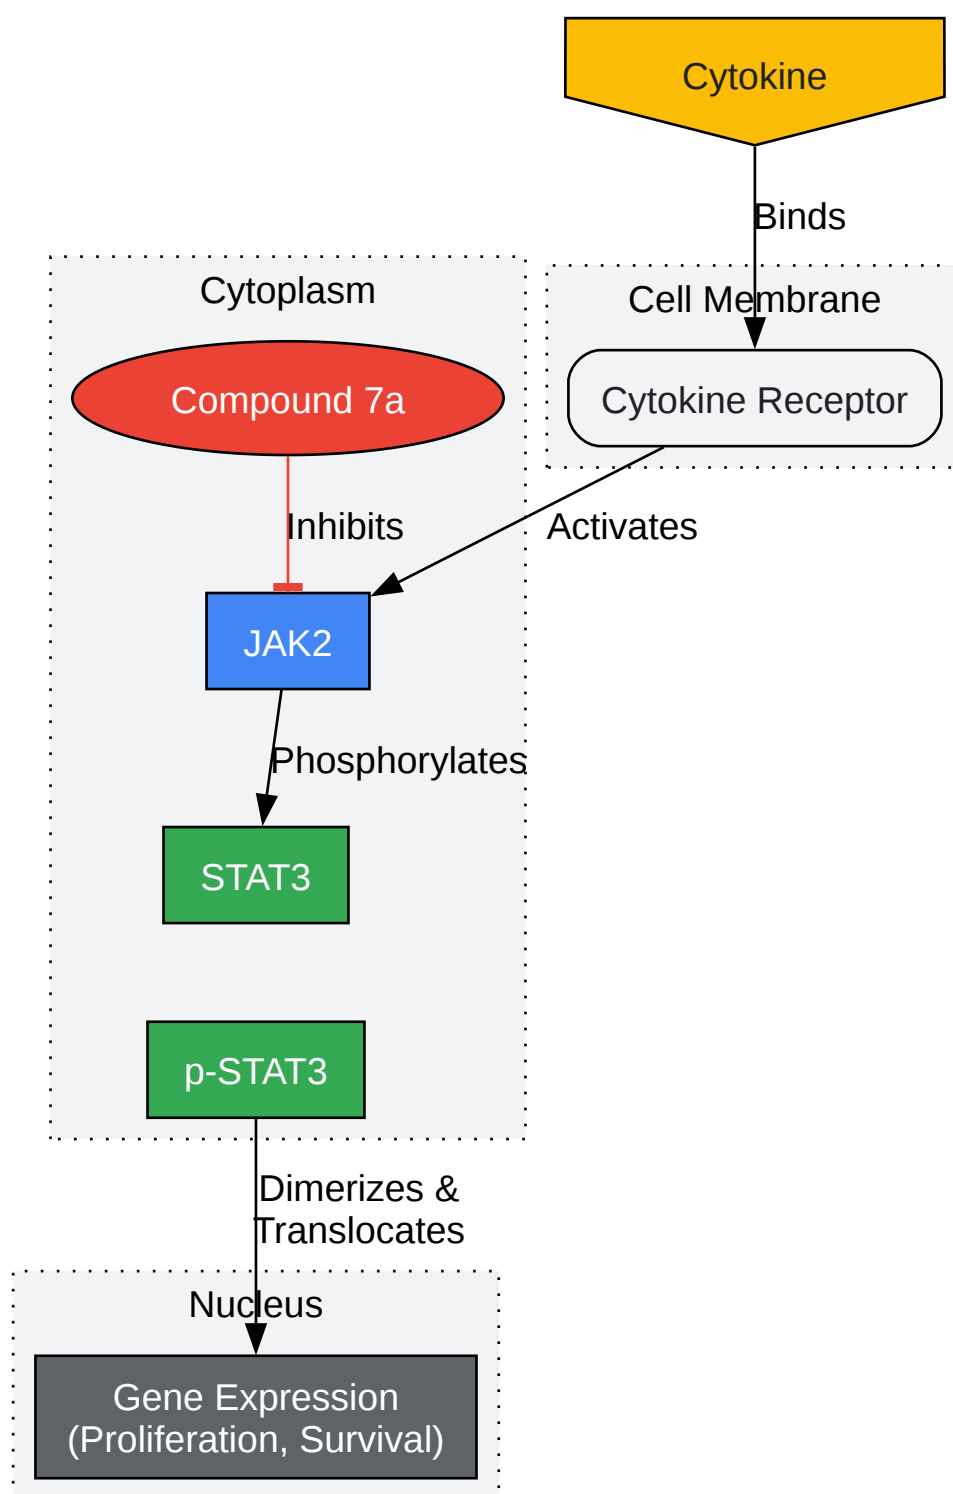 Cytokine
Binds
Cytoplasm
Cell Membrane
Compound 7a
Cytokine Receptor
Inhibits
Activates
JAK2
Phosphorylates
STAT3
p-STAT3
Dimerizes &
Translocates
Nucleus
Gene Expression
(Proliferation, Survival)